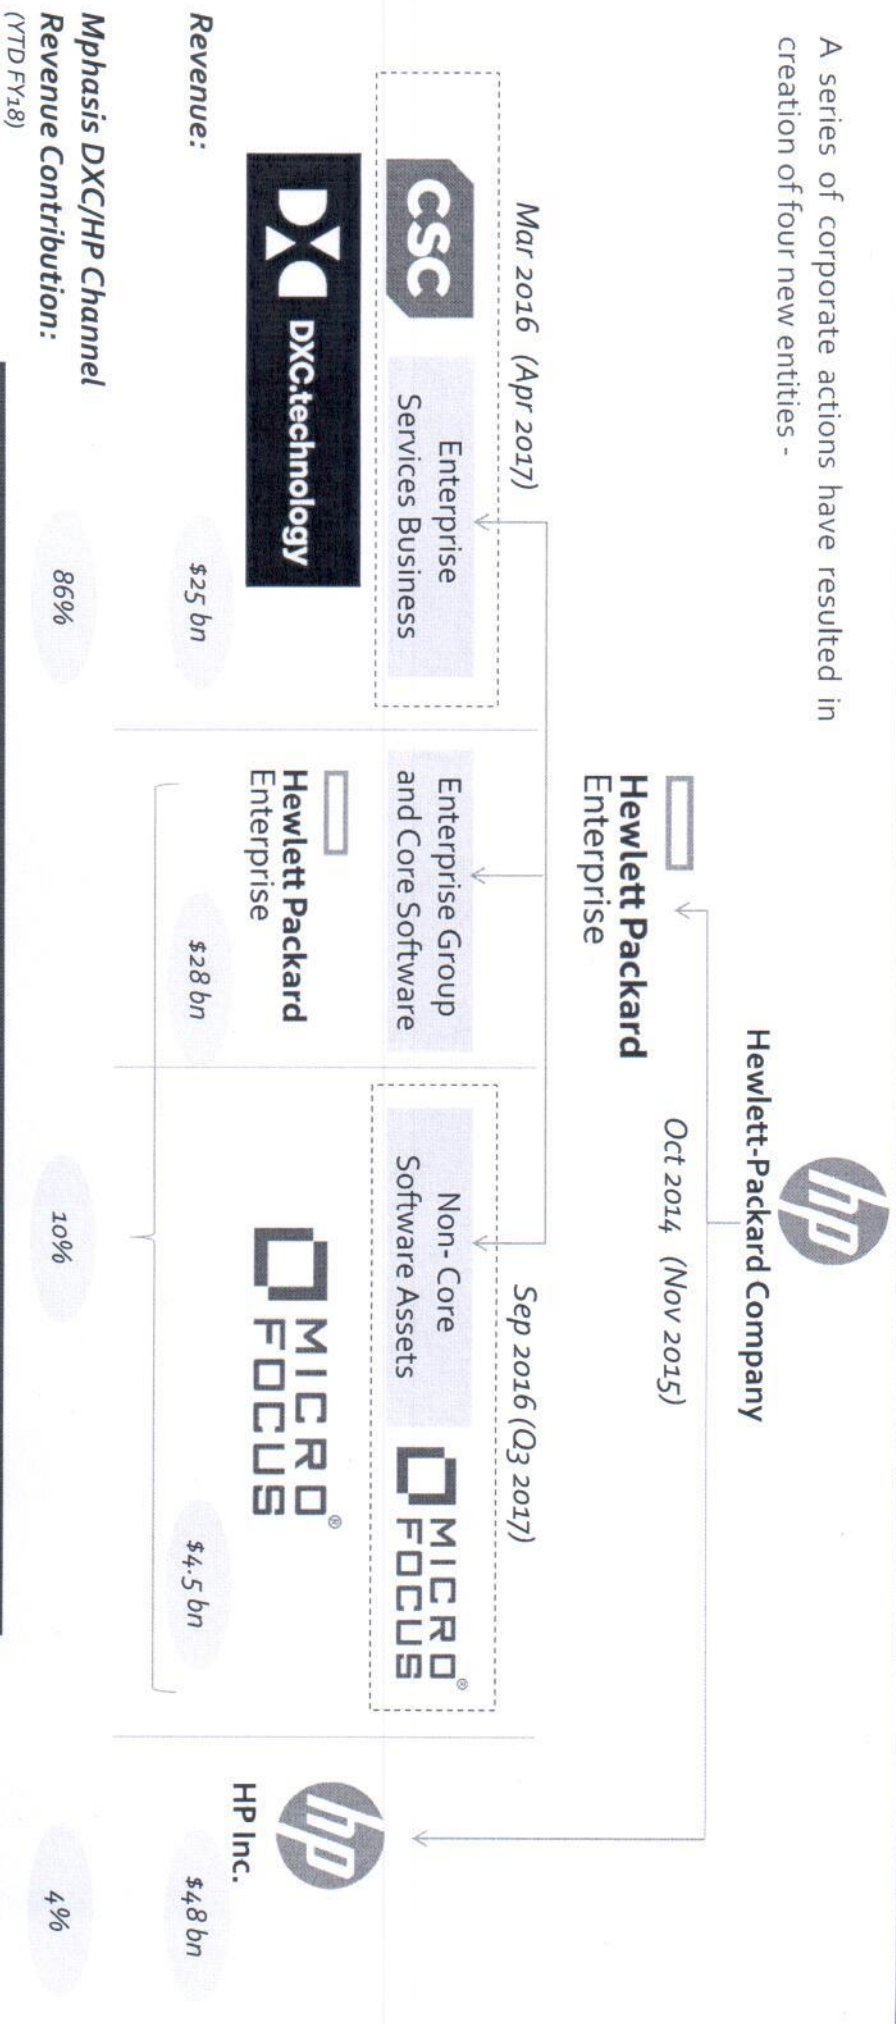 A series of corporate actions have resulted in
creation of four new entities -
hp
Hewlett-Packard Company
Oct 2014 (Nov 2015)
Hewlett Packard
Enterprise
Mar 2016 (Apr 2017)
Sep 2016 (Q3 2017)
CSC
Enterprise
Services Business
Enterprise Group
and Core Software
Non- Core
Software Assets
MICRO
FOCUS®
DXC.technology
Hewlett Packard
Enterprise
MICRO
FOCUS®
hp
HP Inc.
Revenue:
$25 bn
$28 bn
$4.5 bn
$48 bn
Mphasis DXC/HP Channel
Revenue Contribution:
(YTD FY18)
86%
10%
4%